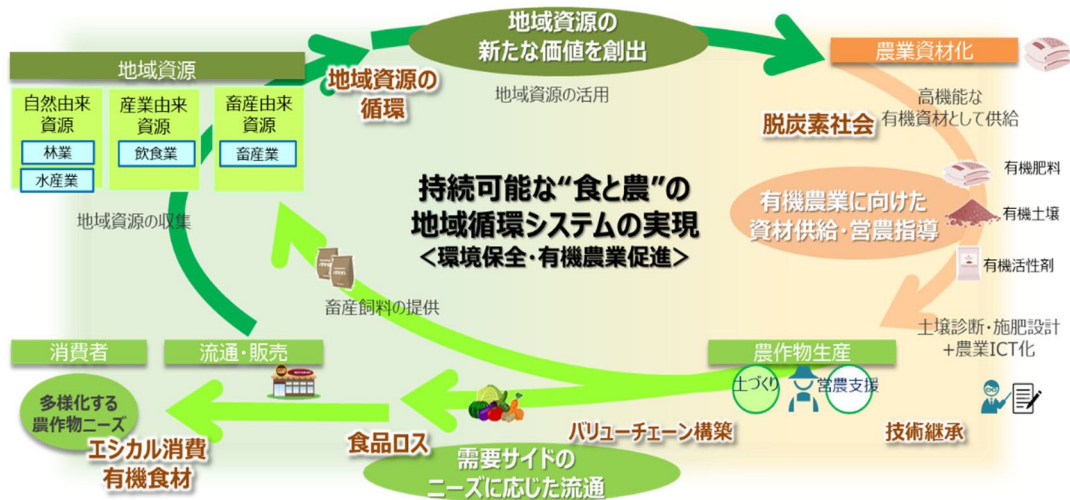 地域資源の
新たな価値を創出
地域資源
自然由来
資源
林業
水産業
産業由来
資源
飲食業
畜産由来
資源
畜産業
地域資源の
循環
地域資源の活用
農業資材化
高機能な
有機資材として供給
脱炭素社会
有機肥料
有機土壌
有機活性剤
有機農業に向けた
資材供給・営農指導
持続可能な“食と農”の
地域循環システムの実現
<環境保全・有機農業促進>
地域資源の収集
畜産飼料の提供
土壌診断・施肥設計
+農業ICT化
消費者
流通・販売
農作物生産
土づくり
営農支援
多様化する
農作物ニーズ
エシカル消費
有機食材
食品ロス
バリューチェーン構築
技術継承
需要サイドの
ニーズに応じた流通